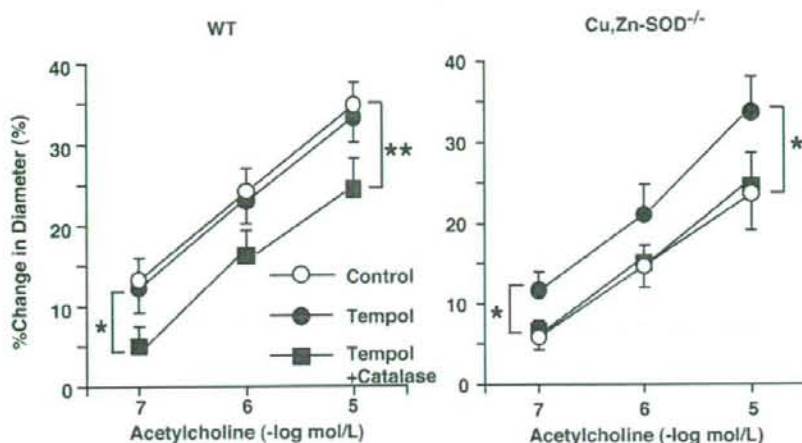 WT
%Change in Diameter (%)
40
30
20
10
0
**
*
Control
Tempol
Tempol
+Catalase
7 6 5
Acetylcholine (-log mol/L)
Cu,Zn-SOD⁻/⁻
40
30
20
10
0
*
*
7 6 5
Acetylcholine (-log mol/L)